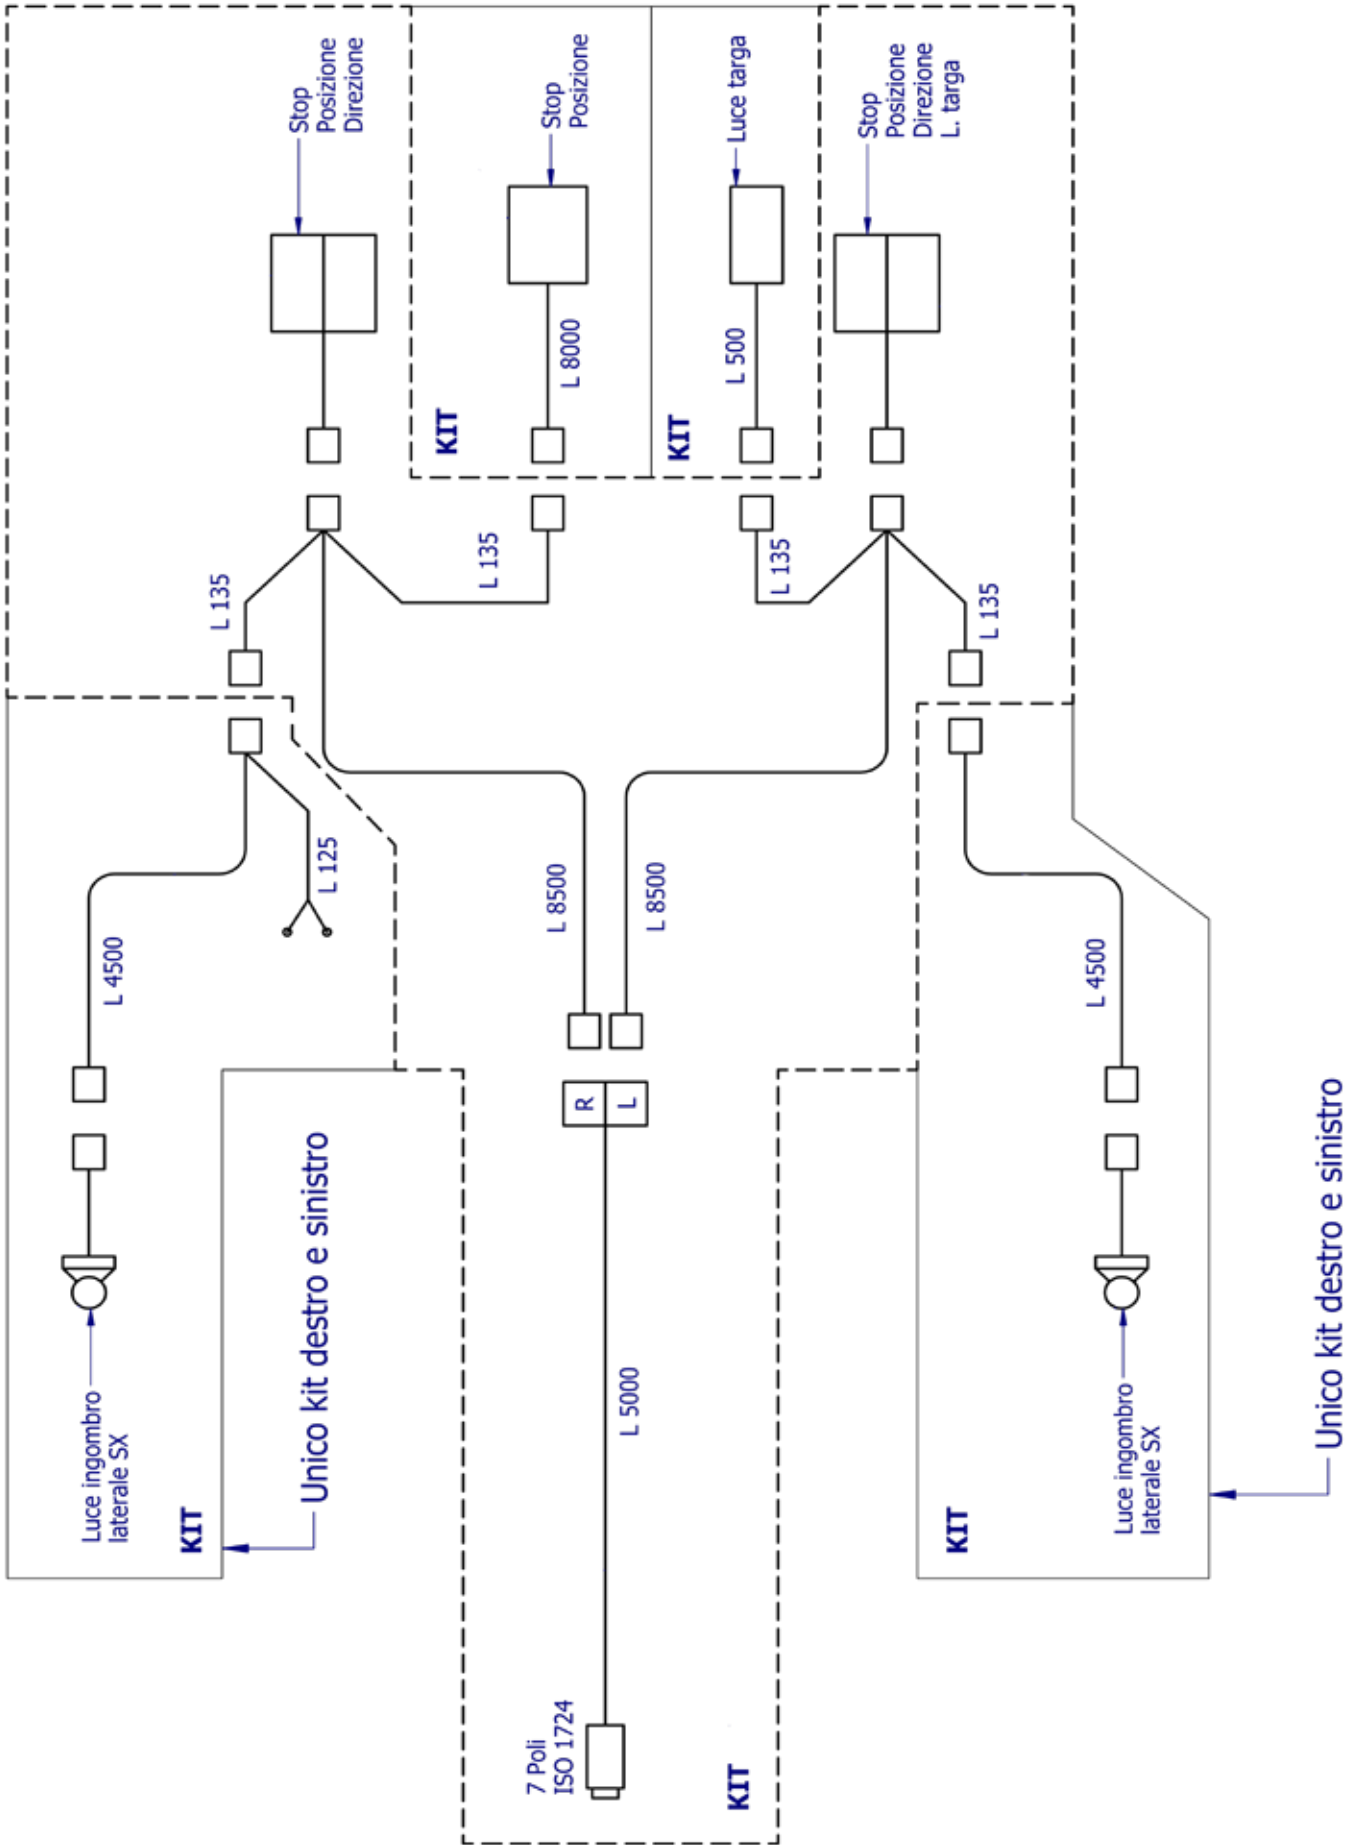 Stop
Posizione
Direzione
Stop
Posizione
Luce targa
Stop
Posizione
Direzione
L. targa
L 8000
L 500
KIT
KIT
L 135
L 135
L 135
L 135
L 125
L 8500
L 8500
L 4500
L 4500
R
L
Unico kit destro e sinistro
Unico kit destro e sinistro
L 5000
Luce ingombro
laterale SX
Luce ingombro
laterale SX
KIT
KIT
7 Poli
ISO 1724
KIT